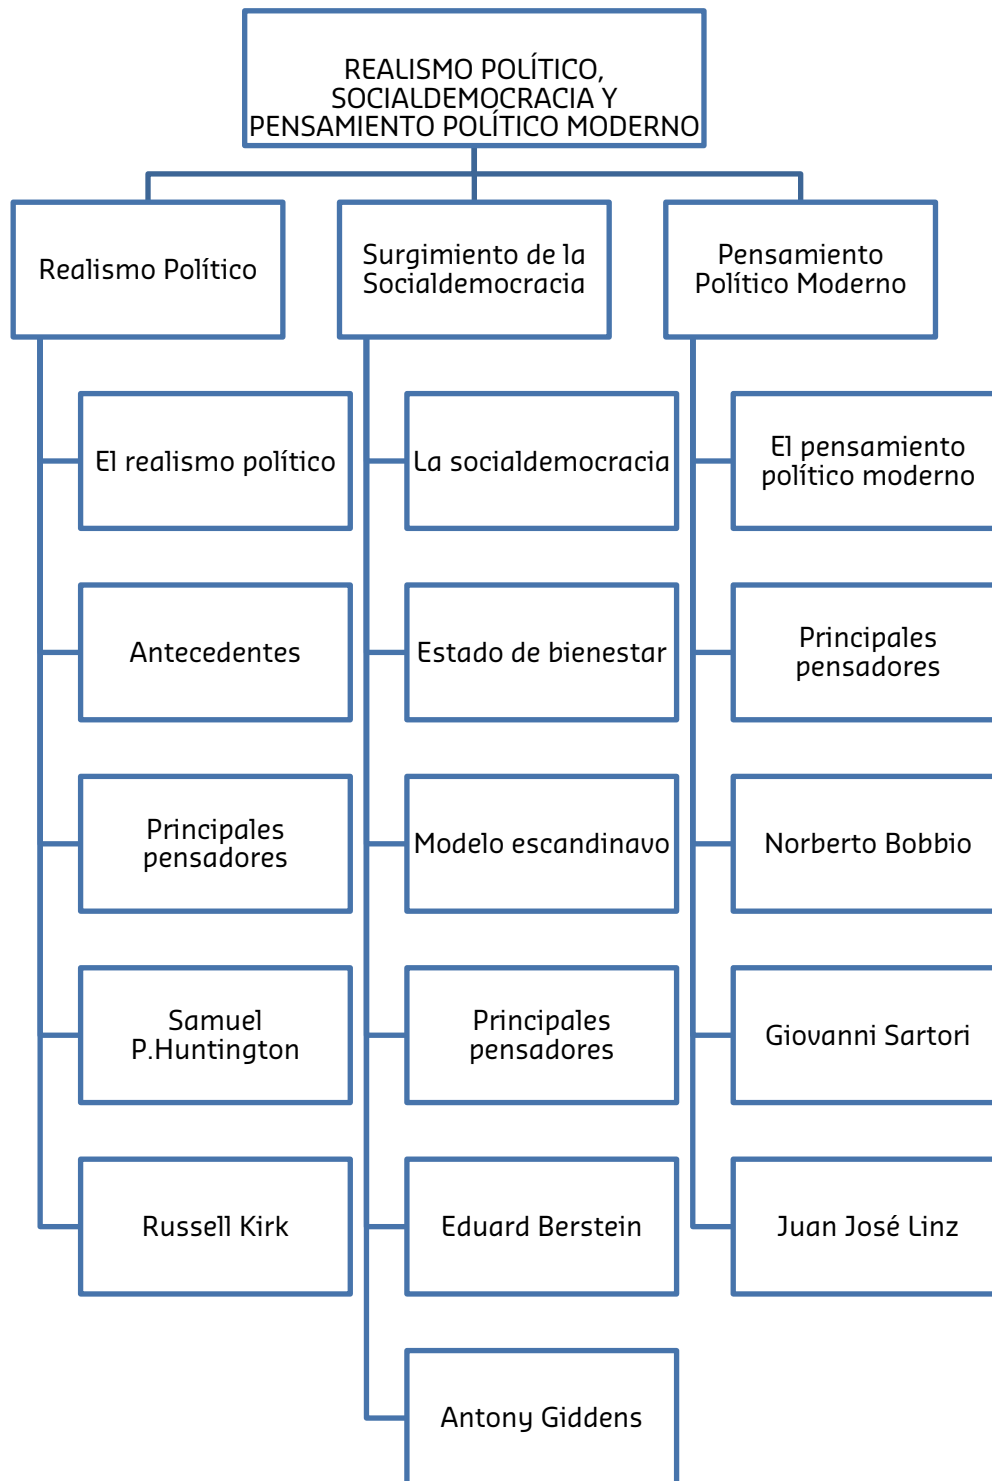 REALISMO POLÍTICO,
SOCIALDEMOCRACIA Y
PENSAMIENTO POLÍTICO MODERNO
Realismo Político
El realismo político
Antecedentes
Principales
pensadores
Samuel
P.Huntington
Russell Kirk
Surgimiento de la
Socialdemocracia
La socialdemocracia
Estado de bienestar
Modelo escandinavo
Principales
pensadores
Eduard Berstein
Antony Giddens
Pensamiento
Político Moderno
El pensamiento
político moderno
Principales
pensadores
Norberto Bobbio
Giovanni Sartori
Juan José Linz